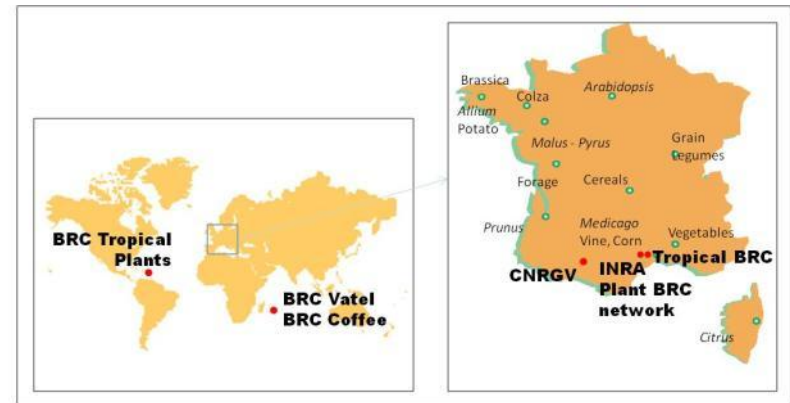 BRC Tropical
Plants
BRC Vatel
BRC Coffee
Brassica
Colza
Arabidopsis
Allium
Potato
Malus - Pyrus
Grain
Legumes
Forage
Cereals
Prunus
Medicago
Vine, Corn
Vegetables
CNRGV
INRA
Plant BRC
network
Tropical BRC
Citrus